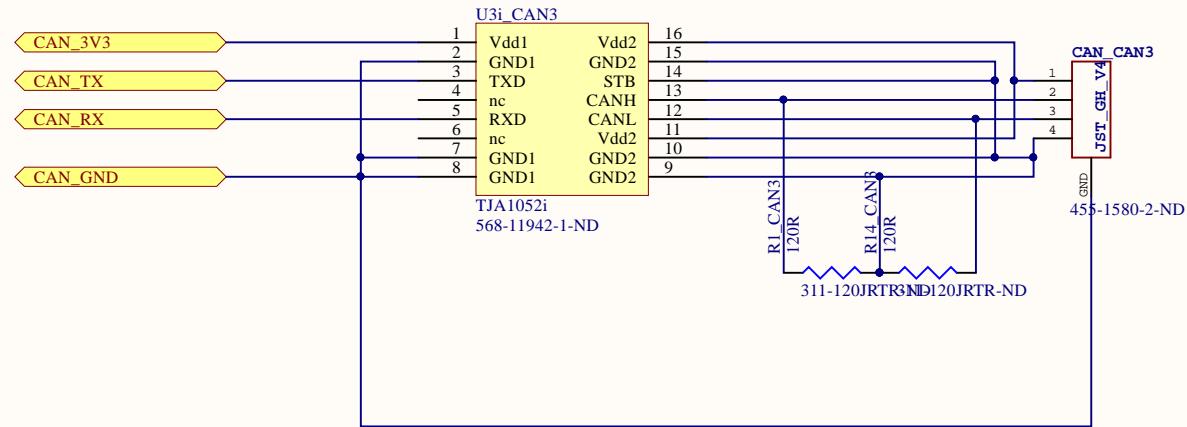 U3i_CAN3
CAN_3V3
CAN_TX
CAN_RX
CAN_GND
1 Vdd1 Vdd2 16
2 GND1 GND2 15
3 TXD STB 14
4 nc CANH 13
5 RXD CANL 12
6 nc Vdd2 11
7 GND1 GND2 10
8 GND1 GND2 9
TJA1052i
568-11942-1-ND
CAN_CAN3
1
2
3
4
JST_GH_V4
GND
455-1580-2-ND
R1_CAN3
120R
R14_CAN3
120R
311-120JRTR-ND
311-120JRTR-ND